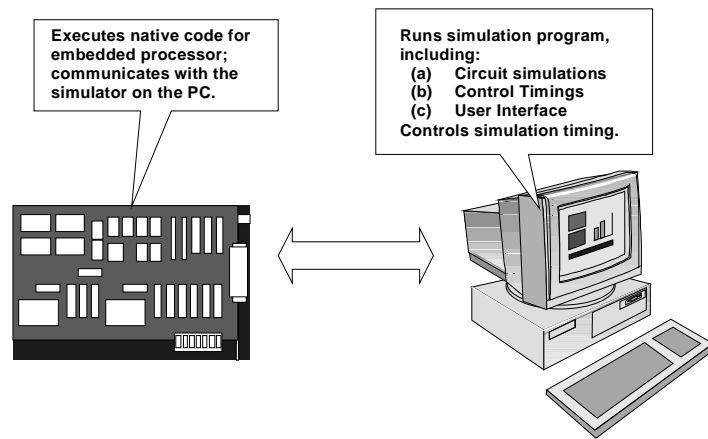 Executes native code for
embedded processor;
communicates with the
simulator on the PC.
Runs simulation program,
including:
(a) Circuit simulations
(b) Control Timings
(c) User Interface
Controls simulation timing.